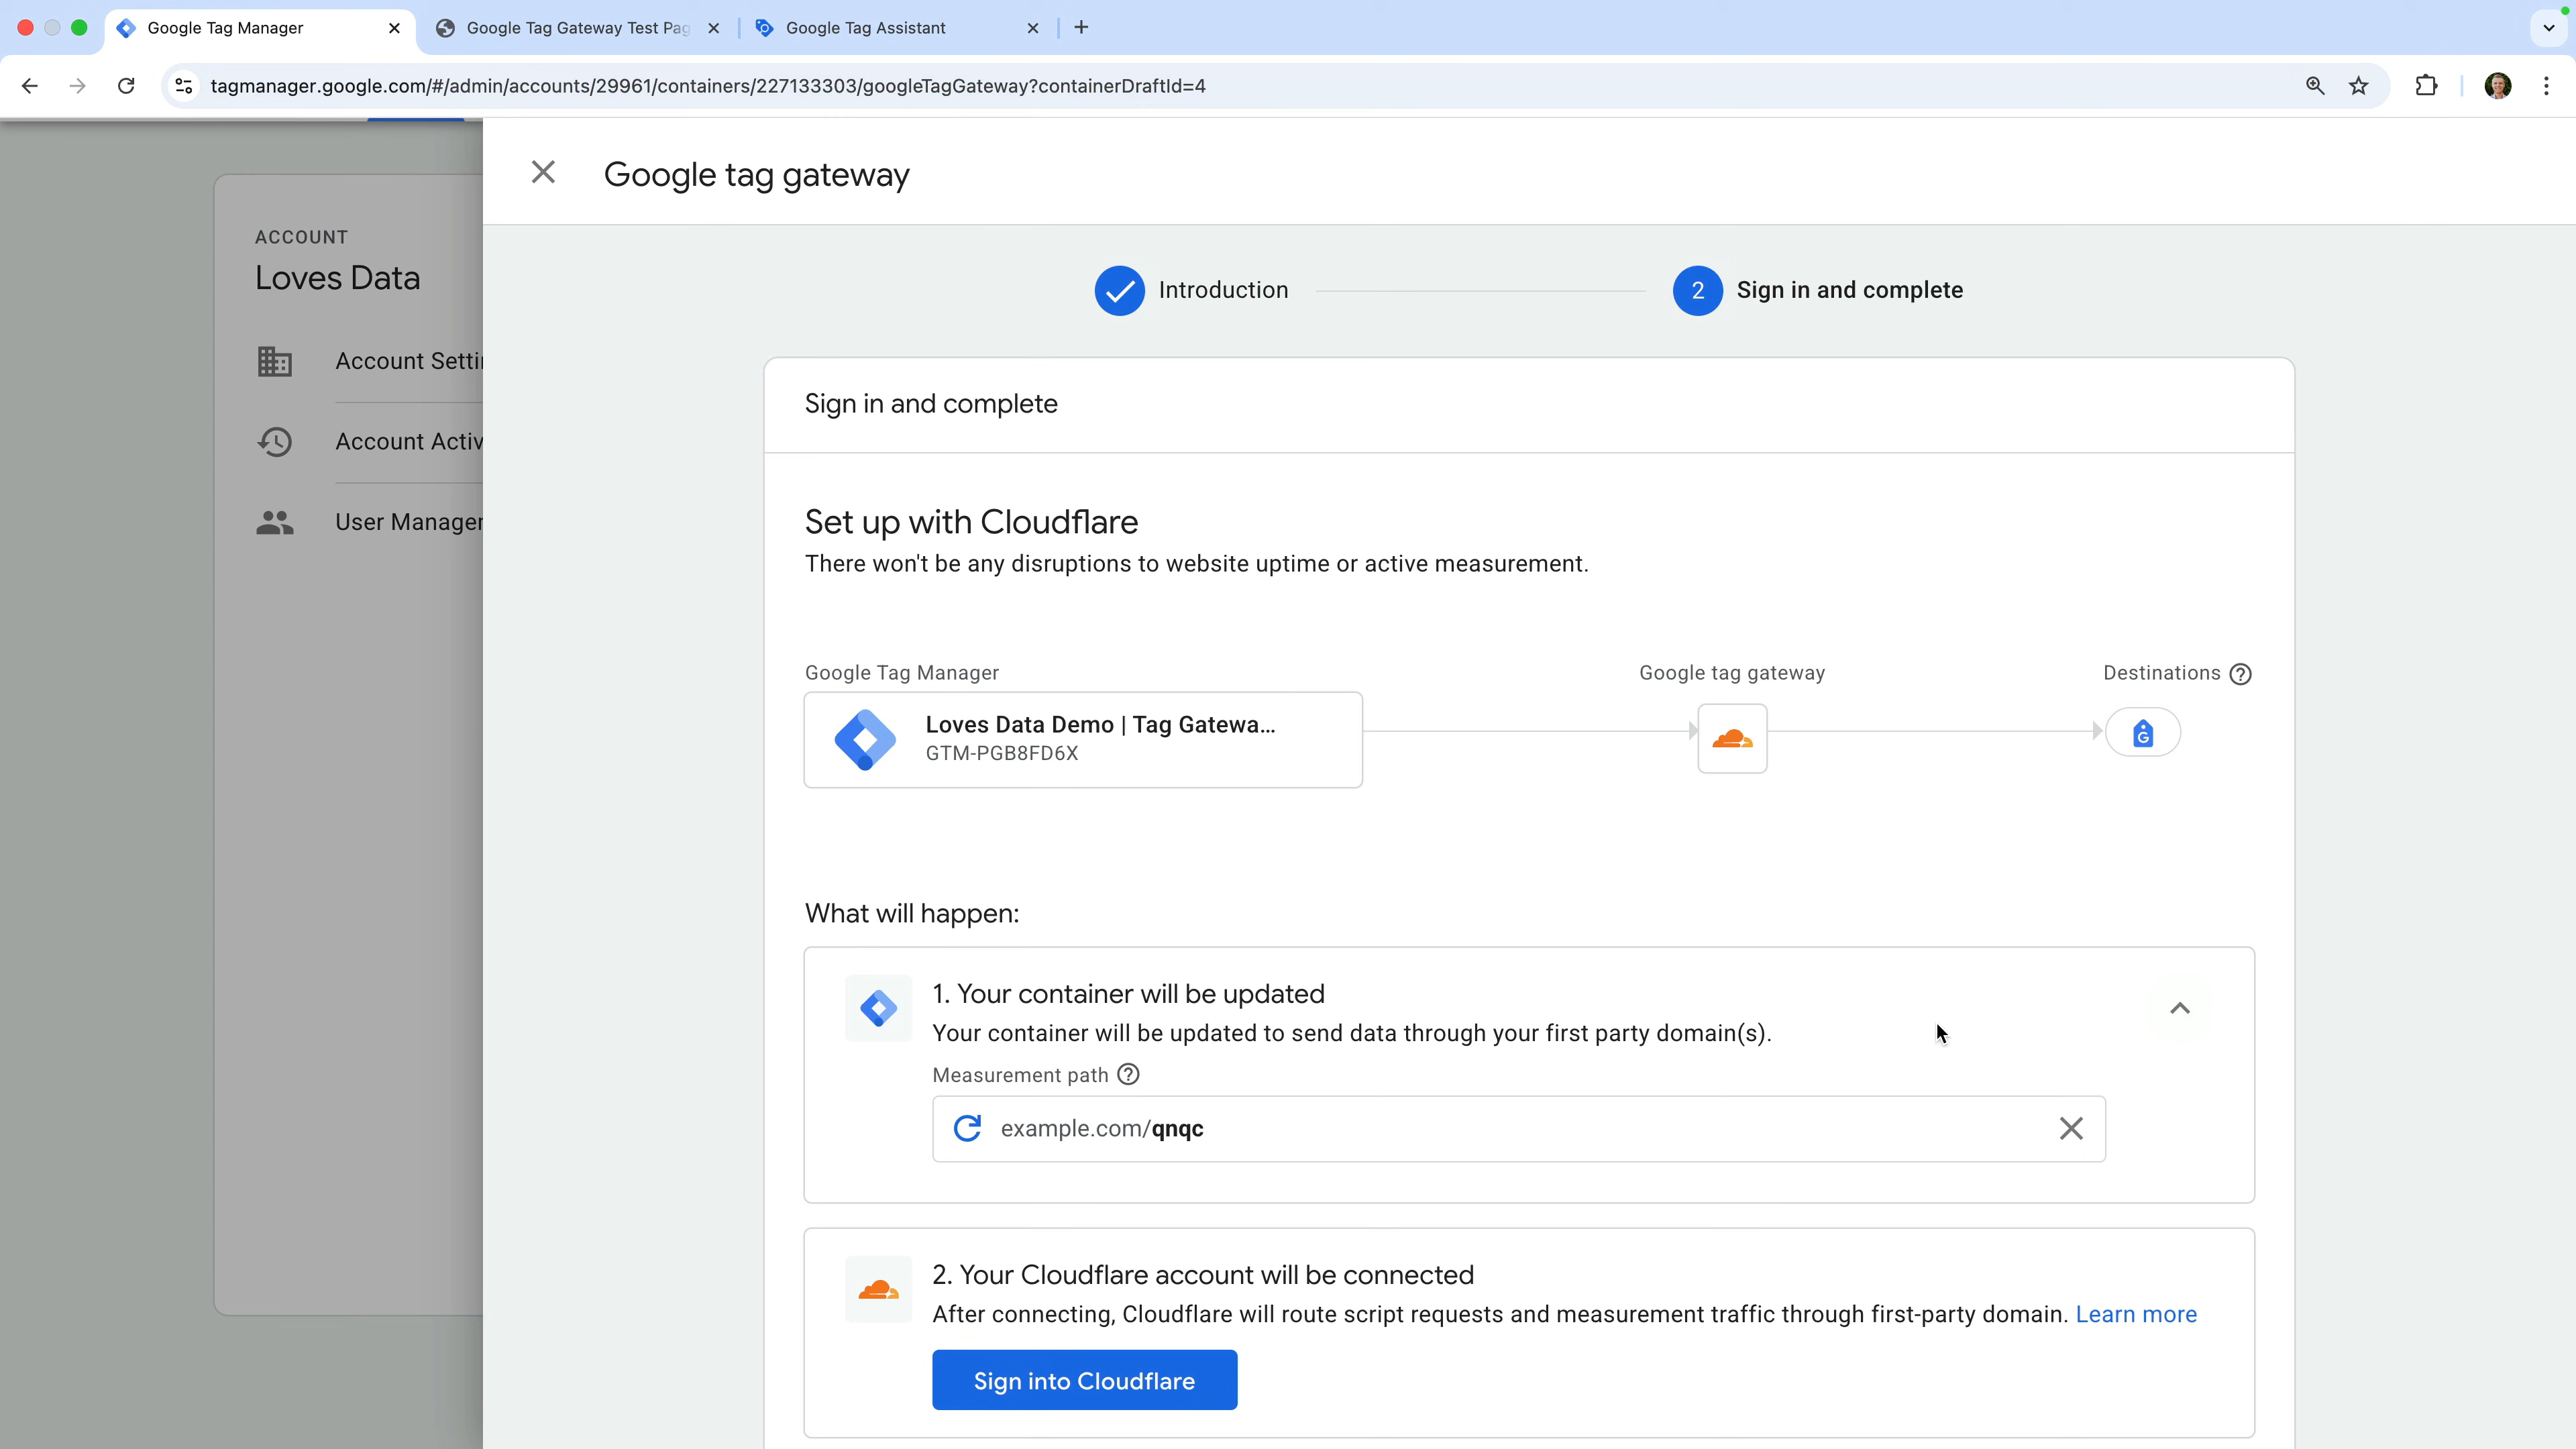 Google Tag Manager
Google Tag Gateway Test Pag
Google Tag Assistant
tagmanager.google.com/#/admin/accounts/29961/containers/227133303/googleTagGateway?containerDraftId=4
Google tag gateway
ACCOUNT
Loves Data
Account Setti
Account Activ
User Manager
Introduction
2 Sign in and complete
Sign in and complete
Set up with Cloudflare
There won't be any disruptions to website uptime or active measurement.
Google Tag Manager
Google tag gateway
Destinations
Loves Data Demo | Tag Gatewa...
GTM-PGB8FD6X
G
What will happen:
1. Your container will be updated
Your container will be updated to send data through your first party domain(s).
Measurement path
example.com/qnqc
2. Your Cloudflare account will be connected
After connecting, Cloudflare will route script requests and measurement traffic through first-party domain. Learn more
Sign into Cloudflare